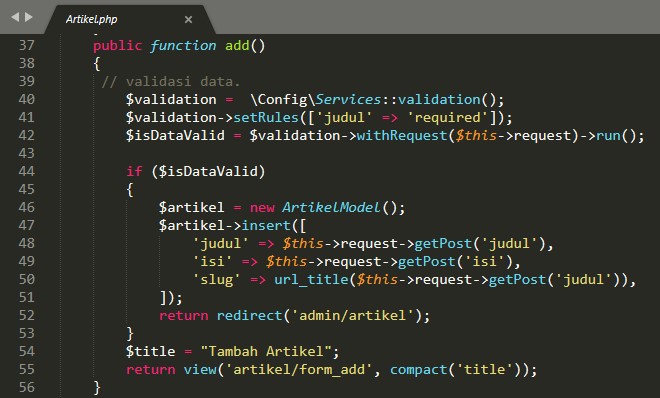 Artikel.php
37 public function add()
38 {
39 // validasi data.
40 $validation =  \Config\Services::validation();
41 $validation->setRules(['judul' => 'required']);
42 $isDataValid = $validation->withRequest($this->request)->run();
43
44 if ($isDataValid)
45 {
46 $artikel = new ArtikelModel();
47 $artikel->insert([
48 'judul' => $this->request->getPost('judul'),
49 'isi' => $this->request->getPost('isi'),
50 'slug' => url_title($this->request->getPost('judul')),
51 ]);
52 return redirect('admin/artikel');
53 }
54 $title = "Tambah Artikel";
55 return view('artikel/form_add', compact('title'));
56 }